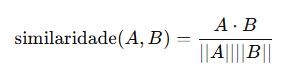 similaridade(A, B) = A · B / ||A||||B||